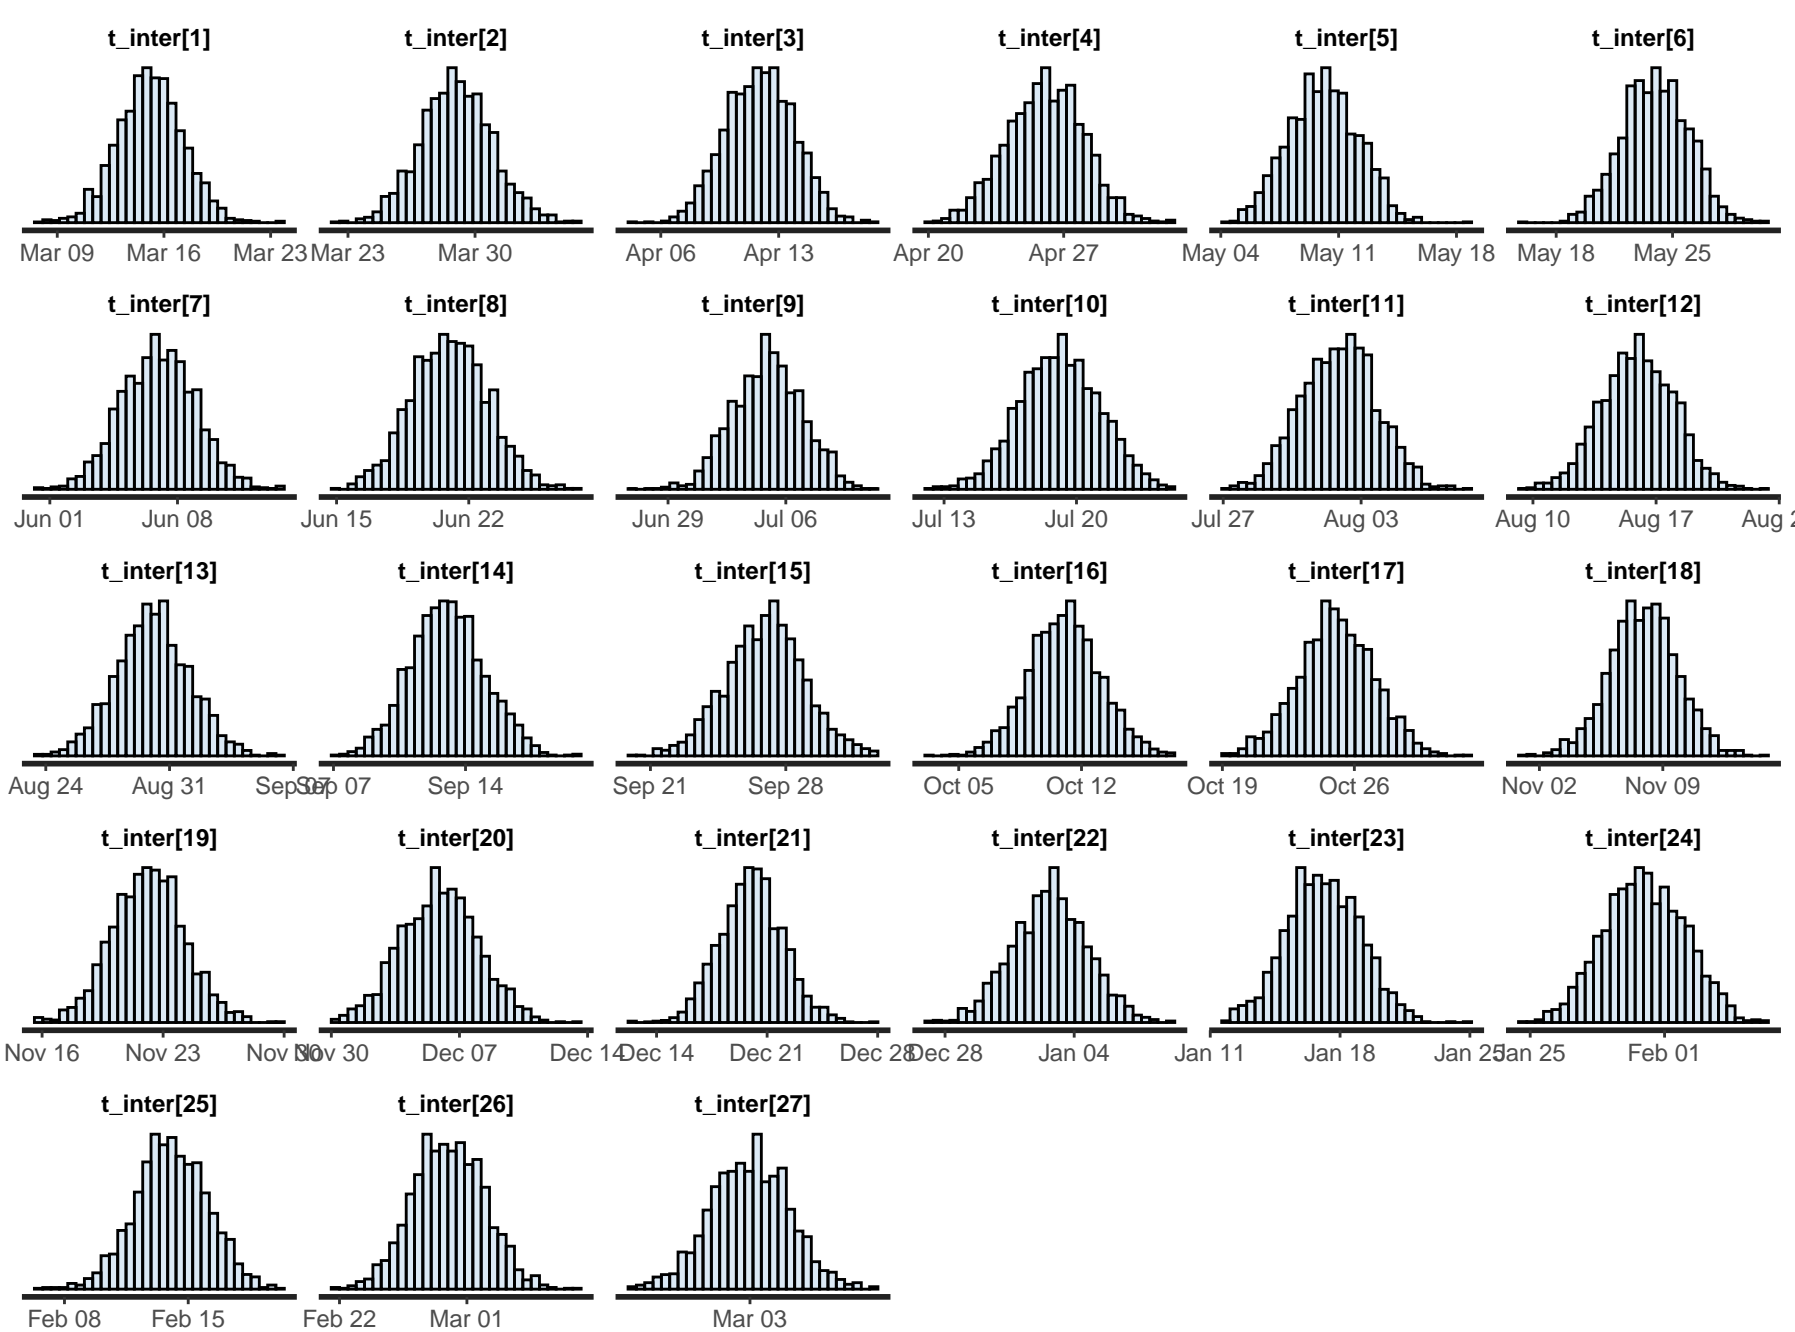 t_inter[1] t_inter[2] t_inter[3] t_inter[4] t_inter[5] t_inter[6]
Mar 09 Mar 16 Mar 23 Mar 23 Mar 30 Apr 06 Apr 13 Apr 20 Apr 27 May 04 May 11 May 18 May 18 May 25
t_inter[7] t_inter[8] t_inter[9] t_inter[10] t_inter[11] t_inter[12]
Jun 01 Jun 08 Jun 15 Jun 22 Jun 29 Jul 06 Jul 13 Jul 20 Jul 27 Aug 03 Aug 10 Aug 17 Aug
t_inter[13] t_inter[14] t_inter[15] t_inter[16] t_inter[17] t_inter[18]
Aug 24 Aug 31 Sep 07 Sep 07 Sep 14 Sep 21 Sep 28 Oct 05 Oct 12 Oct 19 Oct 26 Nov 02 Nov 09
t_inter[19] t_inter[20] t_inter[21] t_inter[22] t_inter[23] t_inter[24]
Nov 16 Nov 23 Nov 30 Nov 30 Dec 07 Dec 14 Dec 14 Dec 21 Dec 28 Dec 28 Jan 04 Jan 11 Jan 18 Jan 25 Jan 25 Feb 01
t_inter[25] t_inter[26] t_inter[27]
Feb 08 Feb 15 Feb 22 Mar 01 Mar 03